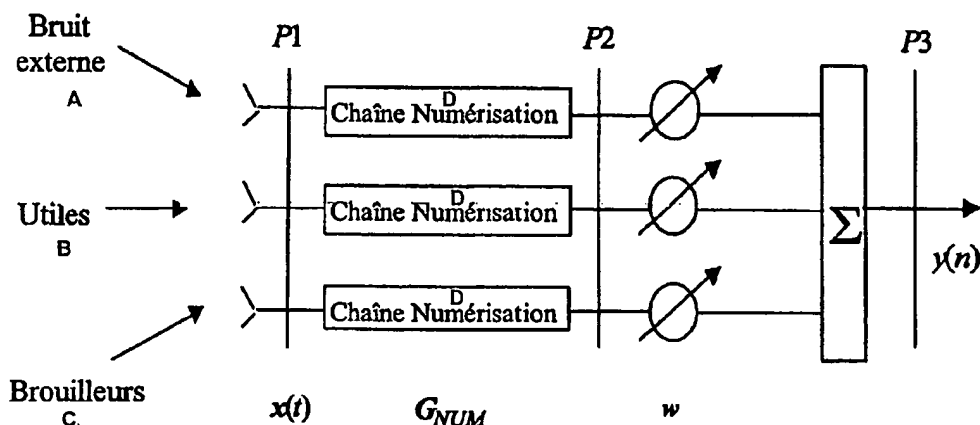 Bruit
externe
A
P1
P2
P3
D
Chaîne Numérisation
Utiles
B
D
Chaîne Numérisation
Σ
y(n)
D
Chaîne Numérisation
Brouilleurs
C.
x(t)
G_NUM
w